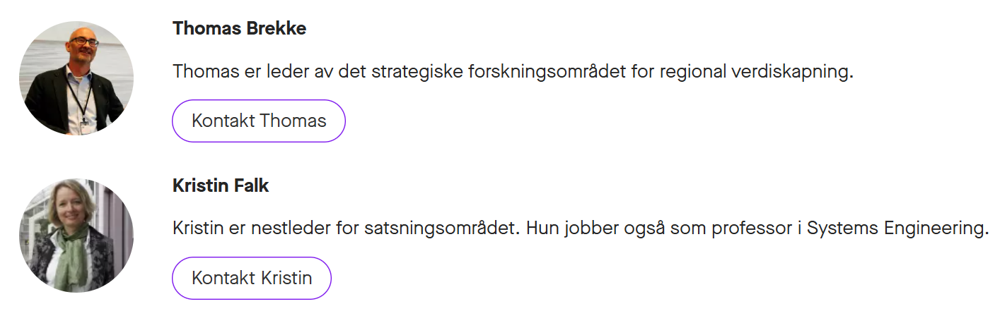 Thomas Brekke
Thomas er leder av det strategiske forskningsområdet for regional verdiskapning.
Kontakt Thomas
Kristin Falk
Kristin er nestleder for satsningsområdet. Hun jobber også som professor i Systems Engineering.
Kontakt Kristin